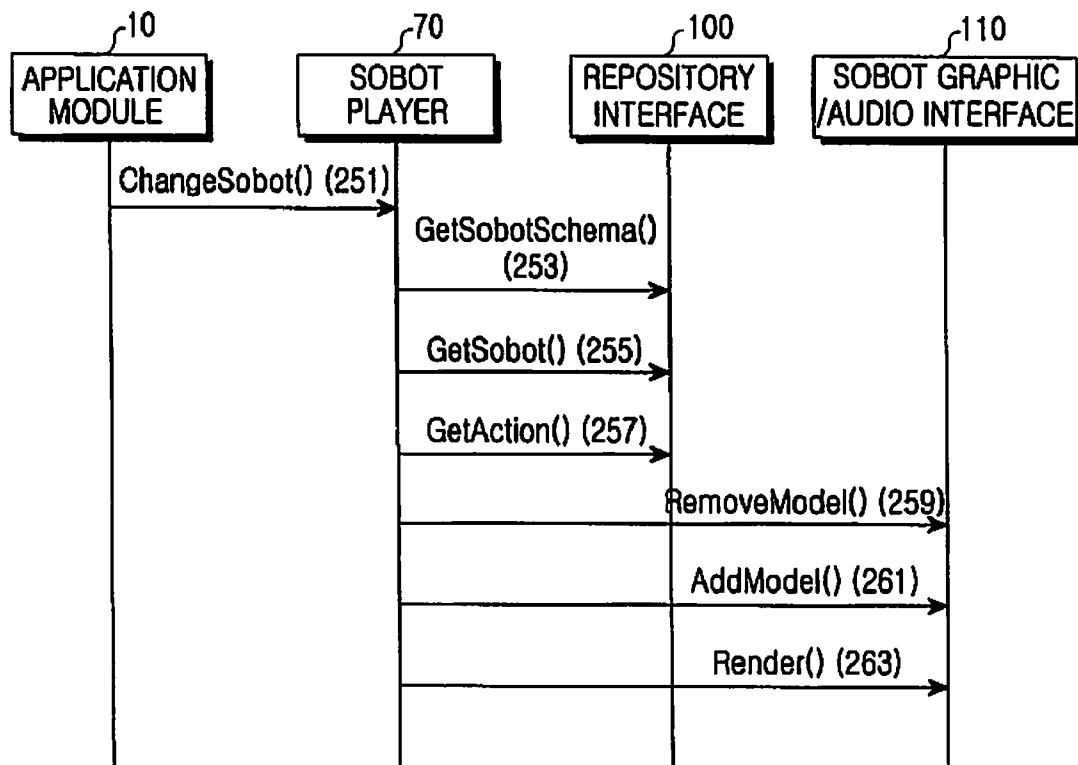 10
70
100
110
APPLICATION
MODULE
SOBOT
PLAYER
REPOSITORY
INTERFACE
SOBOT GRAPHIC
/AUDIO INTERFACE
ChangeSobot() (251)
GetSobotSchema()
(253)
GetSobot() (255)
GetAction() (257)
RemoveModel() (259)
AddModel() (261)
Render() (263)